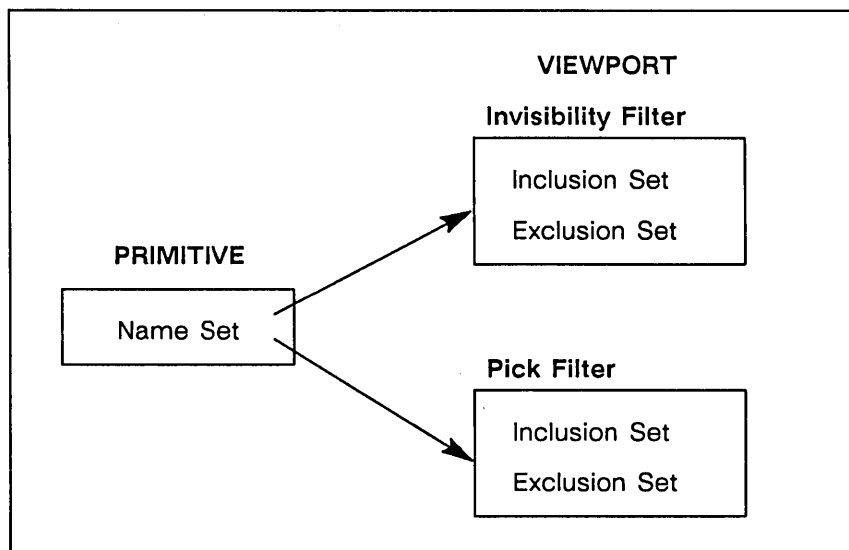 VIEWPORT
Invisibility Filter
Inclusion Set
Exclusion Set
PRIMITIVE
Name Set
Pick Filter
Inclusion Set
Exclusion Set